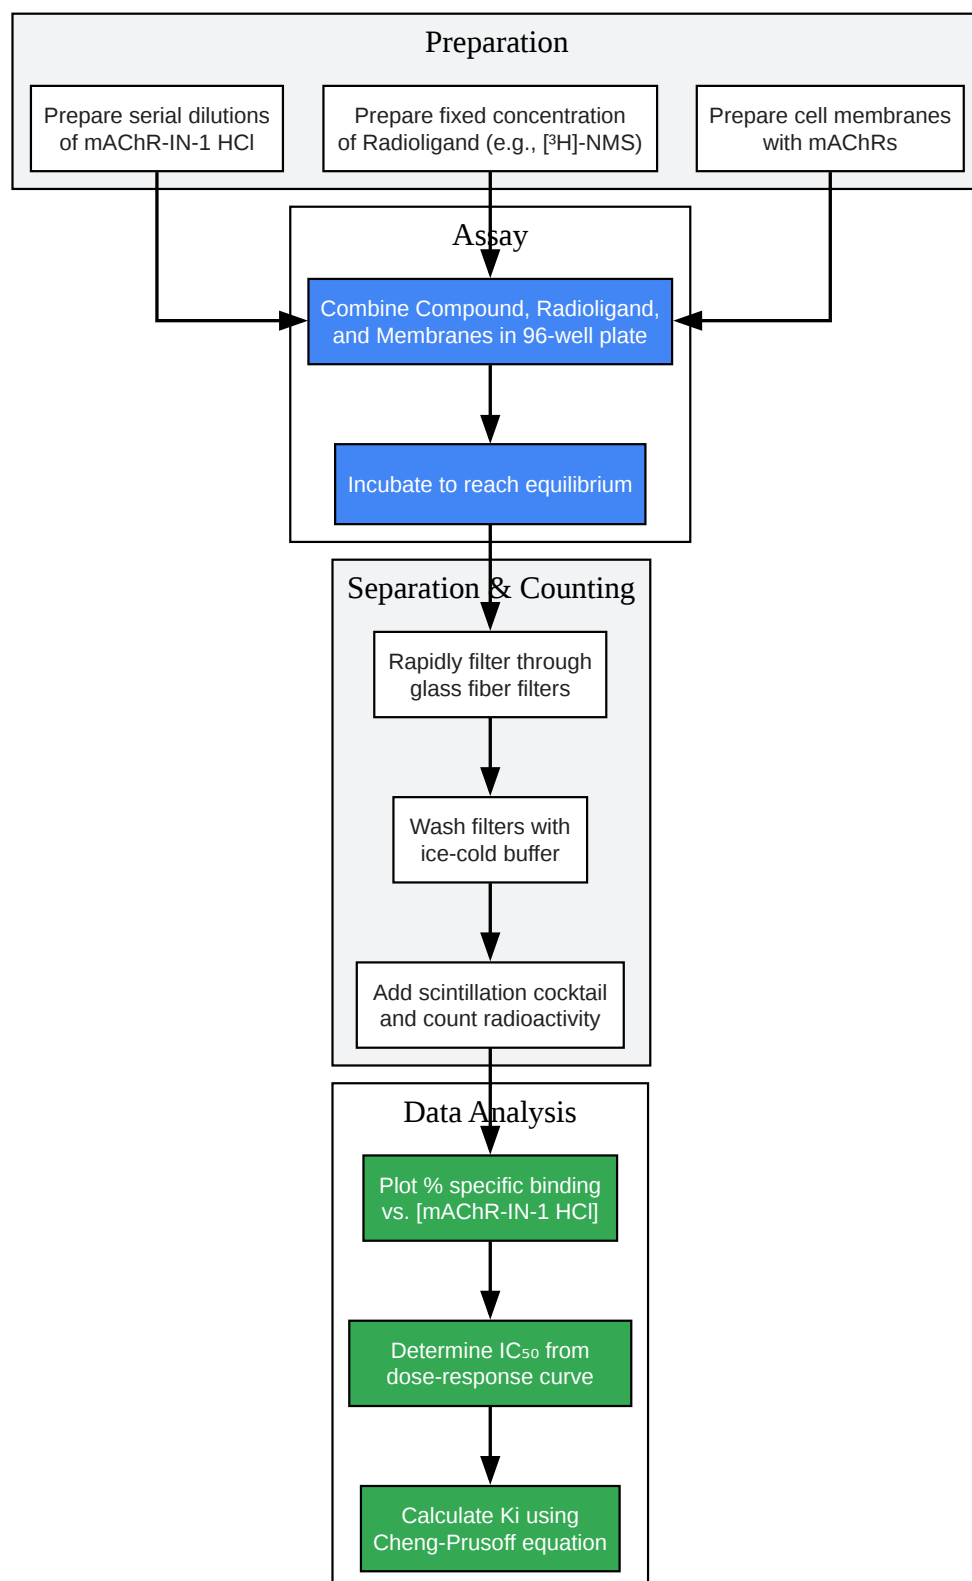 Preparation
Prepare serial dilutions
of mAChR-IN-1 HCl
Prepare fixed concentration
of Radioligand (e.g., [³H]-NMS)
Prepare cell membranes
with mAChRs
Assay
Combine Compound, Radioligand,
and Membranes in 96-well plate
Incubate to reach equilibrium
Separation & Counting
Rapidly filter through
glass fiber filters
Wash filters with
ice-cold buffer
Add scintillation cocktail
and count radioactivity
Data Analysis
Plot % specific binding
vs. [mAChR-IN-1 HCl]
Determine IC₅₀ from
dose-response curve
Calculate Ki using
Cheng-Prusoff equation